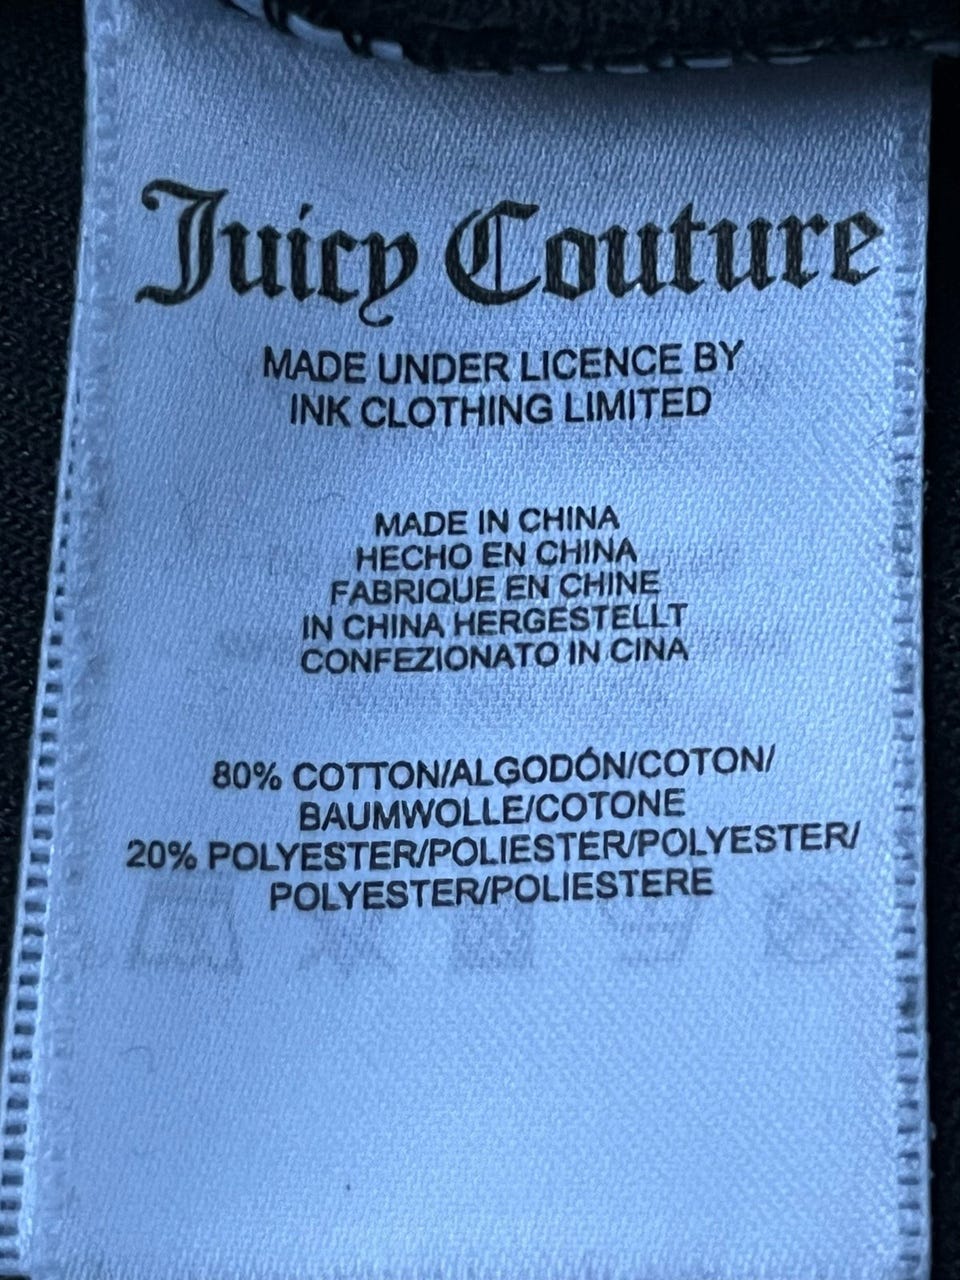 Juicy Couture
MADE UNDER LICENCE BY
INK CLOTHING LIMITED
MADE IN CHINA
HECHO EN CHINA
FABRIQUE EN CHINE
IN CHINA HERGESTELLT
CONFEZIONATO IN CINA
80% COTTON/ALGODÓN/COTON/
BAUMWOLLE/COTONE
20% POLYESTER/POLIESTER/POLYESTER/
POLYESTER/POLIESTERE